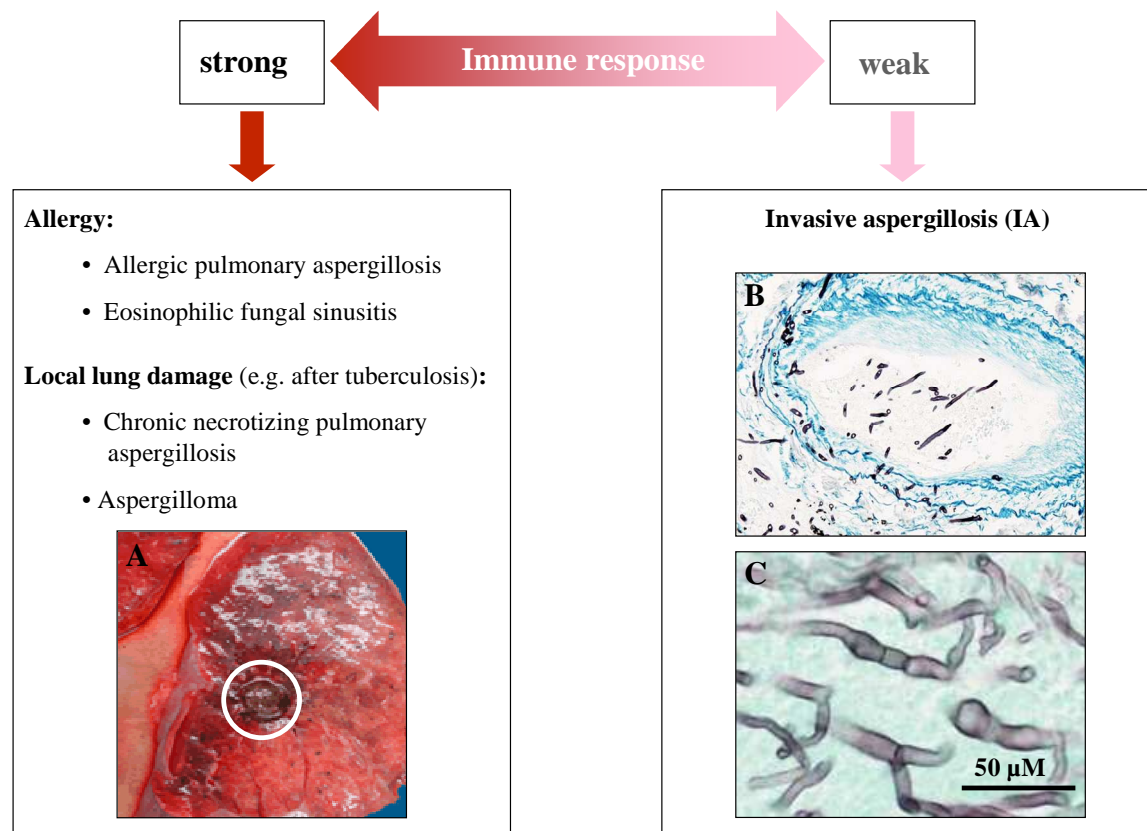 strong
Immune response
weak
Allergy:
• Allergic pulmonary aspergillosis
• Eosinophilic fungal sinusitis
Local lung damage (e.g. after tuberculosis):
• Chronic necrotizing pulmonary
aspergillosis
• Aspergilloma
A
Invasive aspergillosis (IA)
B
C
50 µM